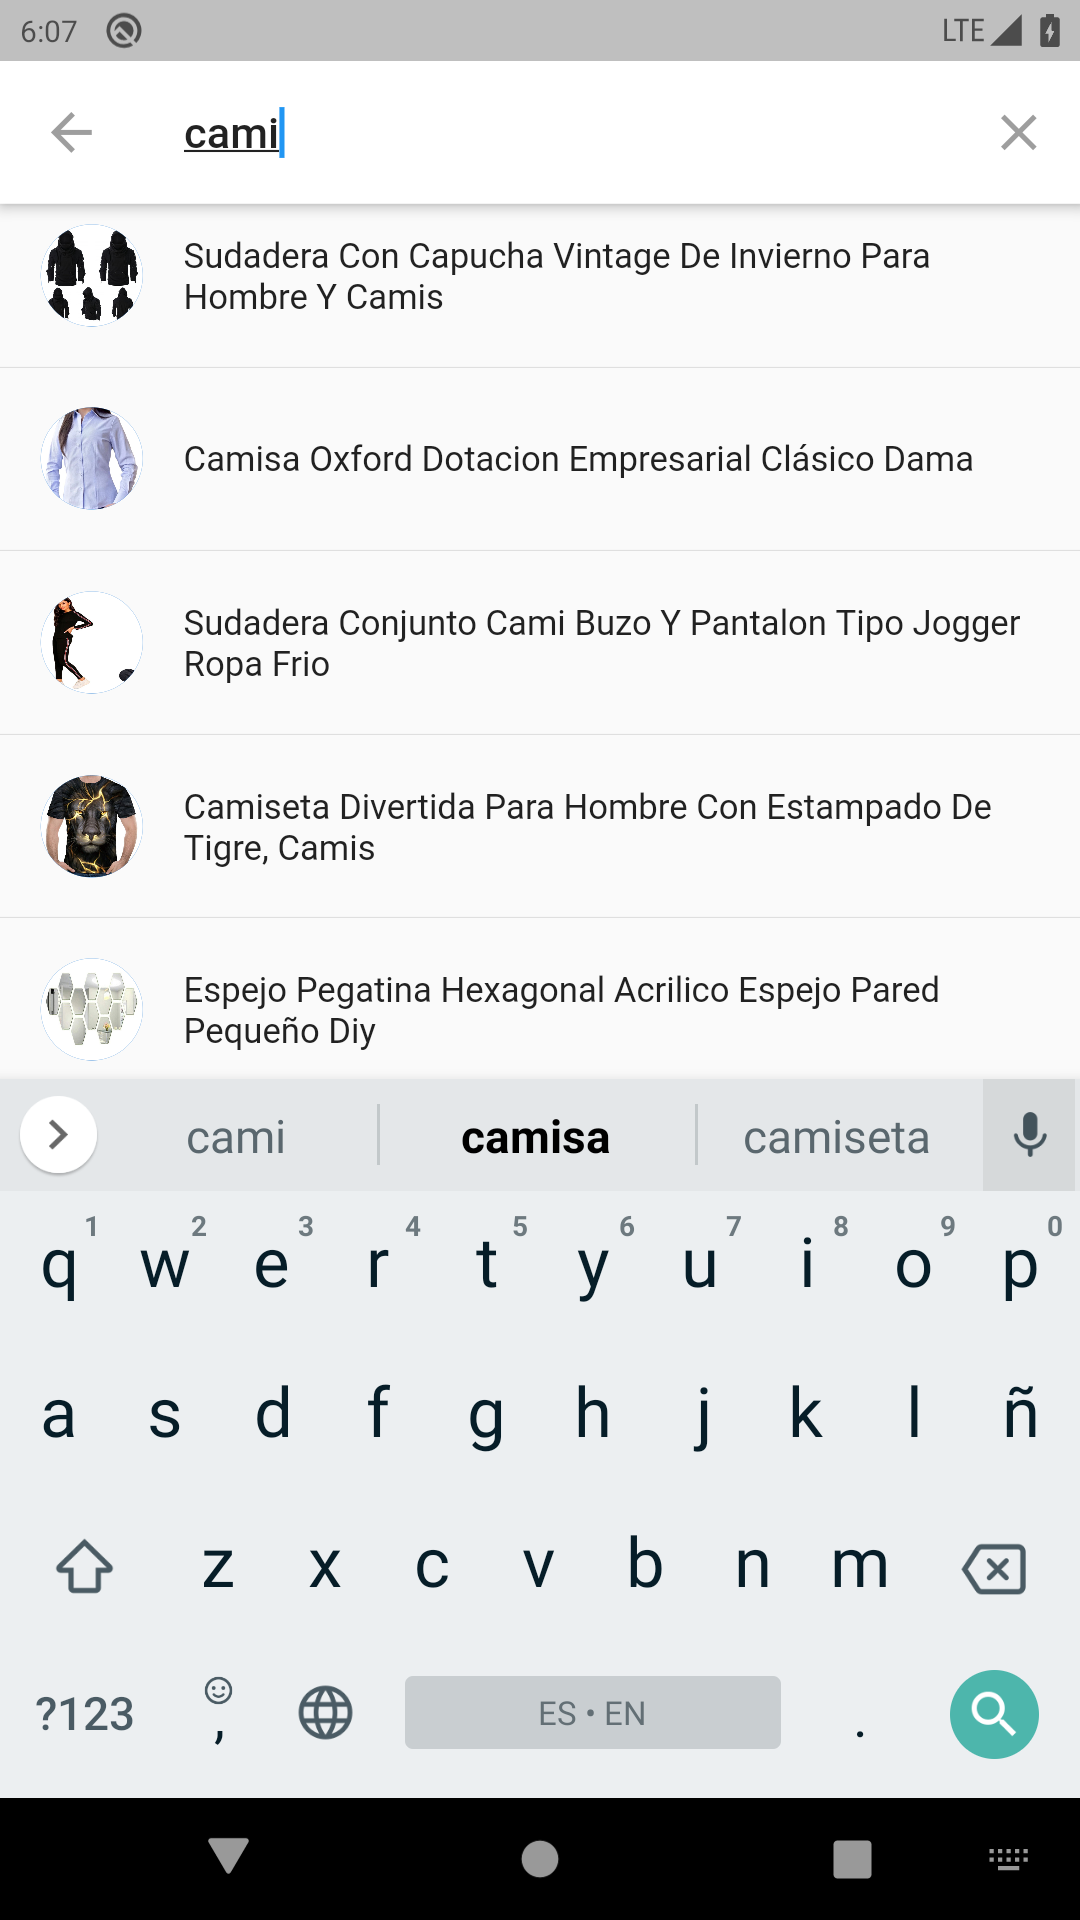 6:07
LTE
cami
Sudadera Con Capucha Vintage De Invierno Para
Hombre Y Camis
Camisa Oxford Dotacion Empresarial Clásico Dama
Sudadera Conjunto Cami Buzo Y Pantalon Tipo Jogger
Ropa Frio
Camiseta Divertida Para Hombre Con Estampado De
Tigre, Camis
Espejo Pegatina Hexagonal Acrilico Espejo Pared
Pequeño Diy
cami camisa camiseta
1 2 3 4 5 6 7 8 9 0
q w e r t y u i o p
a s d f g h j k l ñ
z x c v b n m
?123 , ES • EN .